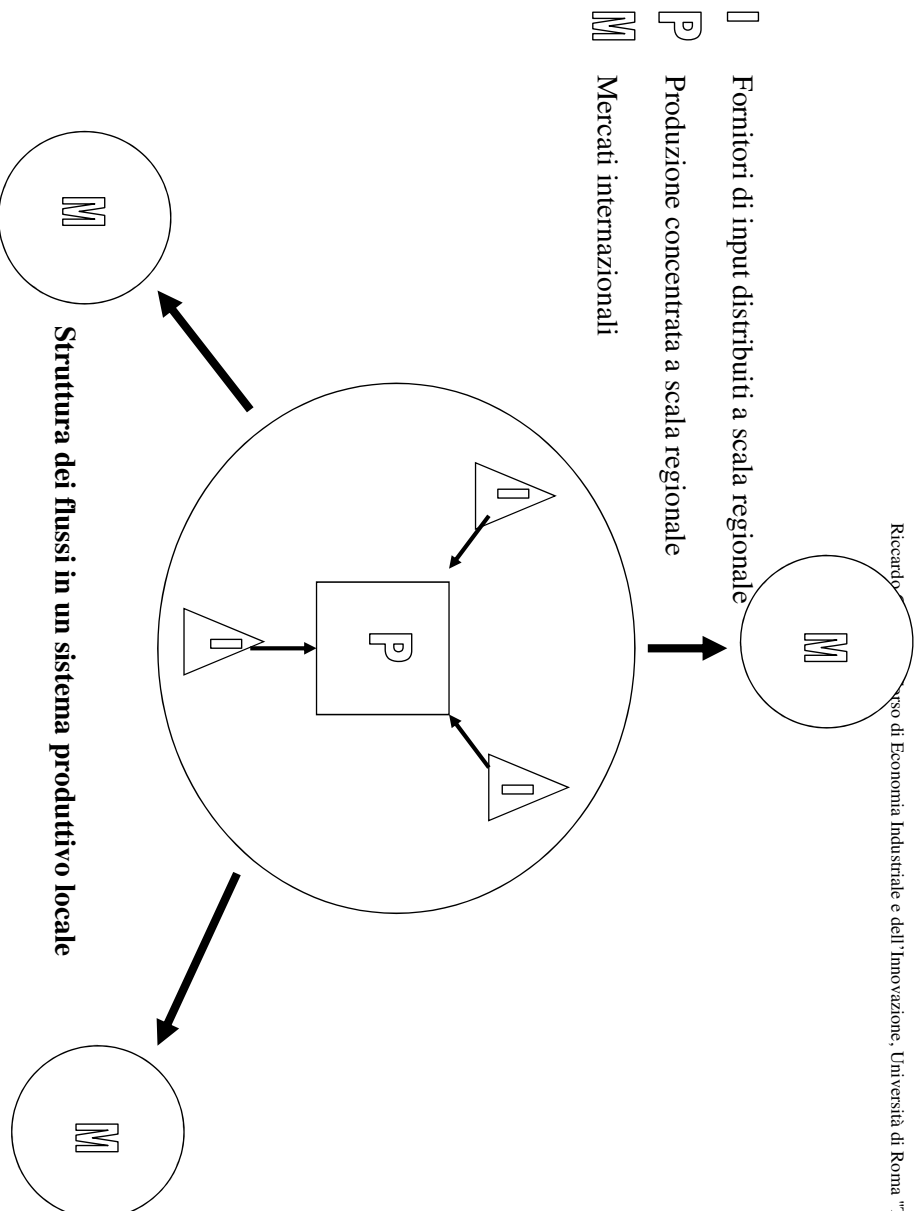 Riccardo
rso di Economia Industriale e dell'Innovazione, Università di Roma "
I Fornitori di input distribuiti a scala regionale
P Produzione concentrata a scala regionale
M Mercati internazionali
M
I
I
P
I
M
M
Struttura dei flussi in un sistema produttivo locale